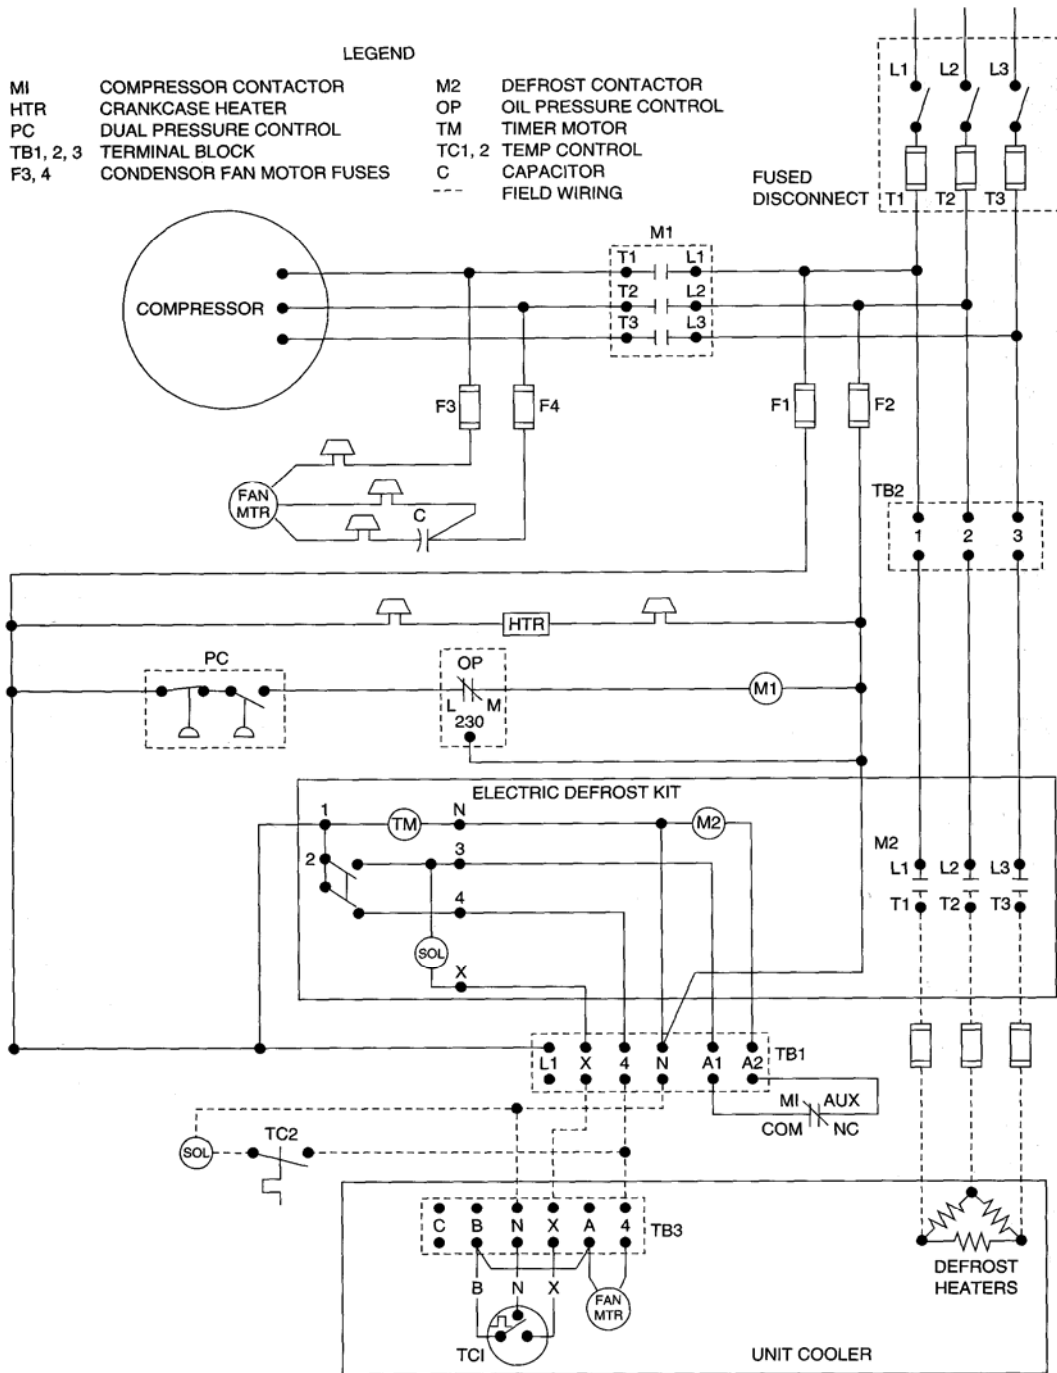 LEGEND
MI COMPRESSOR CONTACTOR
HTR CRANKCASE HEATER
PC DUAL PRESSURE CONTROL
TB1, 2, 3 TERMINAL BLOCK
F3, 4 CONDENSOR FAN MOTOR FUSES
M2 DEFROST CONTACTOR
OP OIL PRESSURE CONTROL
TM TIMER MOTOR
TC1, 2 TEMP CONTROL
C CAPACITOR
--- FIELD WIRING
L1 L2 L3
FUSED
DISCONNECT
T1 T2 T3
M1
T1 L1
T2 L2
T3 L3
COMPRESSOR
F3 F4 F1 F2
FAN
MTR
C
TB2
1 2 3
HTR
PC
OP
L M
230
M1
ELECTRIC DEFROST KIT
1 TM N M2
2 3
4
SOL
X
M2
L1 L2 L3
T1 T2 T3
L1 X 4 N A1 A2 TB1
MI AUX
COM NC
SOL TC2
C B N X A 4 TB3
B N X
FAN
MTR
TCI
DEFROST
HEATERS
UNIT COOLER